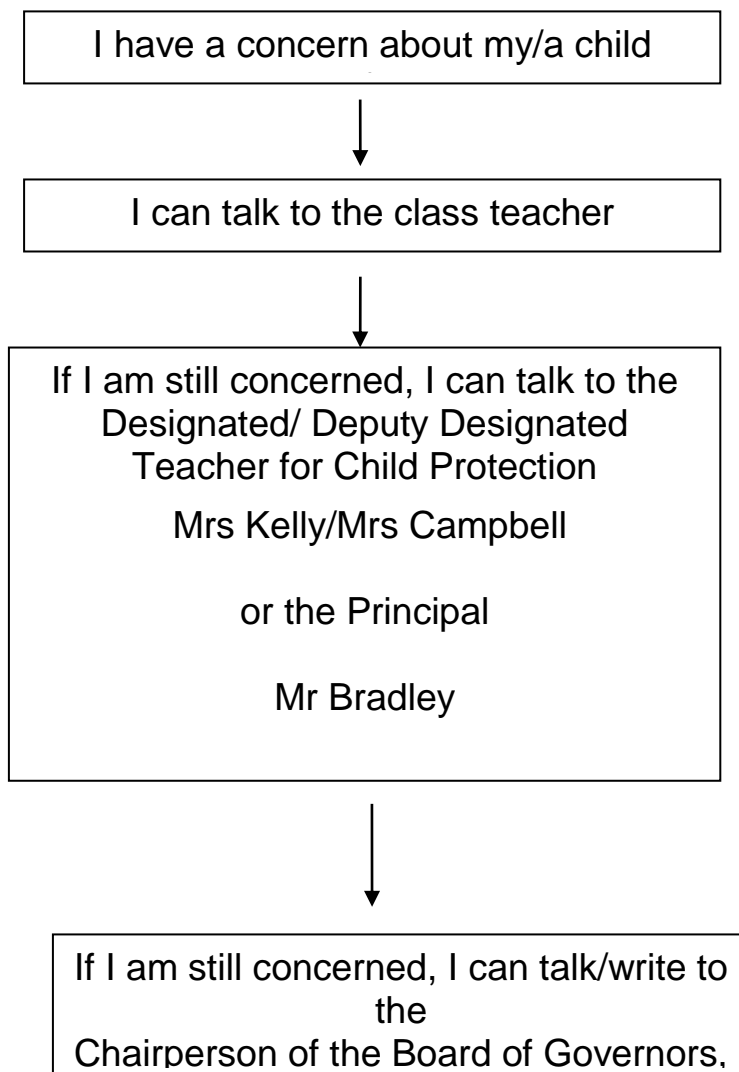 I have a concern about my/a child
I can talk to the class teacher
If I am still concerned, I can talk to the
Designated/ Deputy Designated
Teacher for Child Protection
Mrs Kelly/Mrs Campbell
or the Principal
Mr Bradley
If I am still concerned, I can talk/write to
the
Chairperson of the Board of Governors,